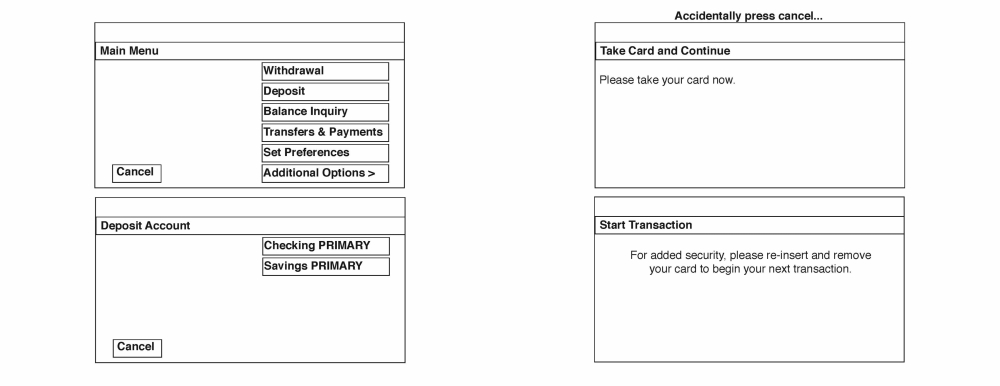 Main Menu
Withdrawal
Deposit
Balance Inquiry
Transfers & Payments
Set Preferences
Cancel
Additional Options >
Deposit Account
Checking PRIMARY
Savings PRIMARY
Cancel
Accidentally press cancel...
Take Card and Continue
Please take your card now.
Start Transaction
For added security, please re-insert and remove
your card to begin your next transaction.